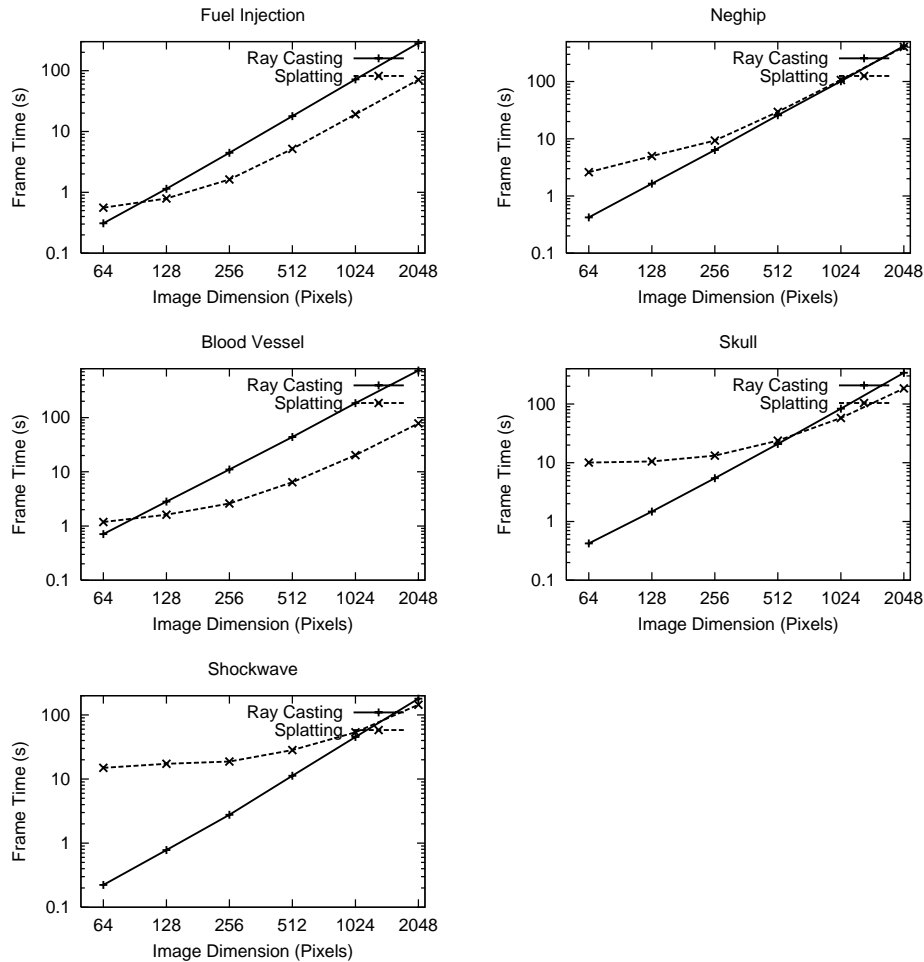 Fuel Injection
Frame Time (s)
100
10
1
0.1
Ray Casting
Splatting
64 128 256 512 1024 2048
Image Dimension (Pixels)
Neghip
Frame Time (s)
100
10
1
0.1
Ray Casting
Splatting
64 128 256 512 1024 2048
Image Dimension (Pixels)
Blood Vessel
Frame Time (s)
100
10
1
0.1
Ray Casting
Splatting
64 128 256 512 1024 2048
Image Dimension (Pixels)
Skull
Frame Time (s)
100
10
1
0.1
Ray Casting
Splatting
64 128 256 512 1024 2048
Image Dimension (Pixels)
Shockwave
Frame Time (s)
100
10
1
0.1
Ray Casting
Splatting
64 128 256 512 1024 2048
Image Dimension (Pixels)